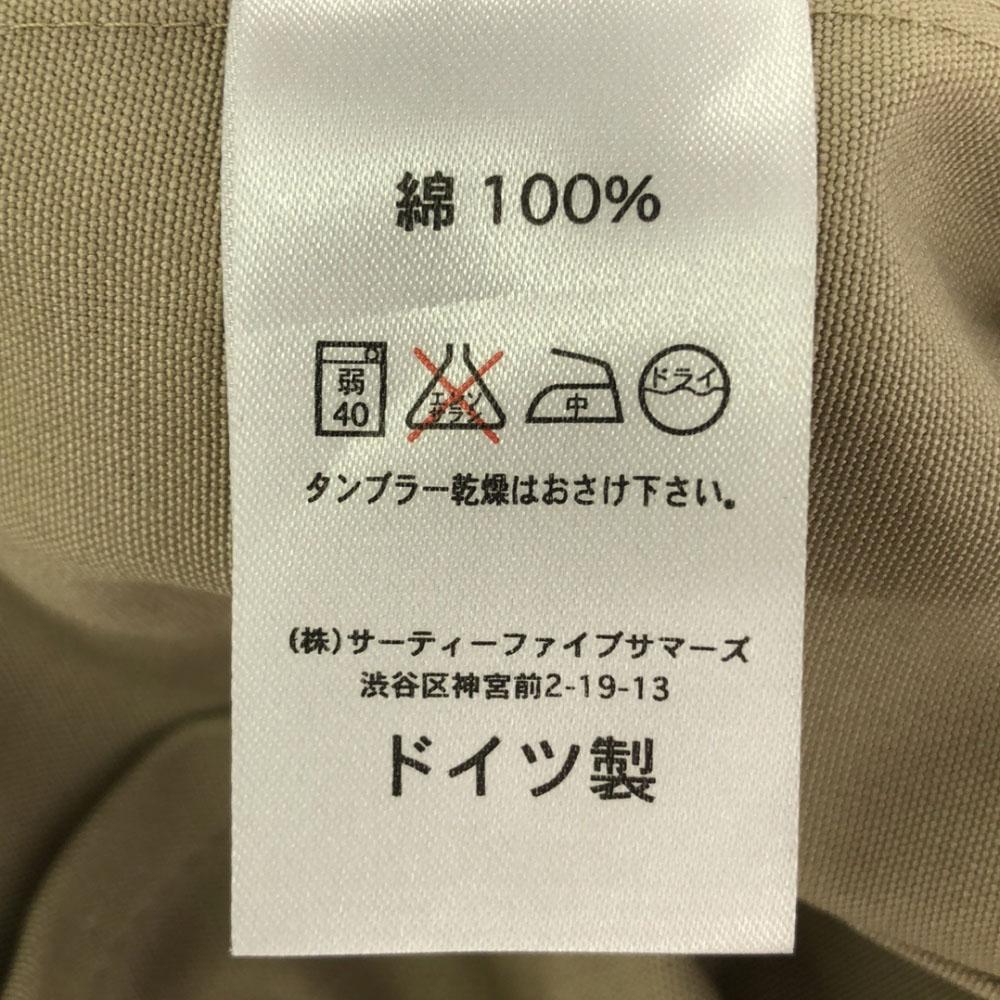 綿 100%
弱 エンソ 中 ドライ
40 サラシ
タンブラー乾燥はおさけ下さい。
(株)サーティーファイブサマーズ
渋谷区神宮前2-19-13
ドイツ製